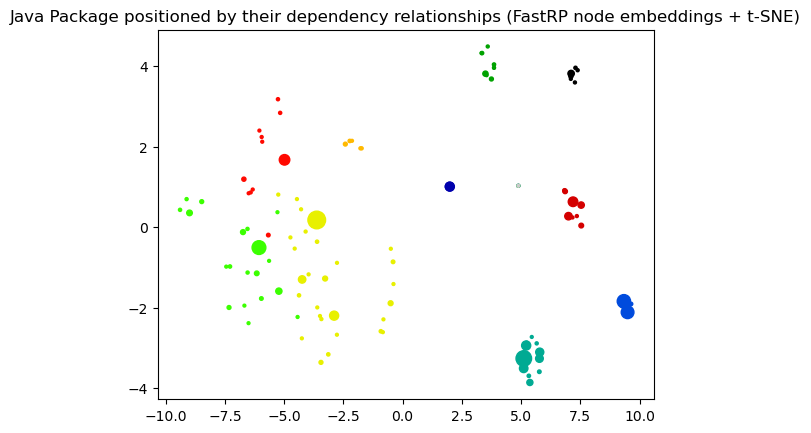 Java Package positioned by their dependency relationships (FastRP node embeddings + t-SNE)
4
2
0
−2
−4
−10.0 −7.5 −5.0 −2.5 0.0 2.5 5.0 7.5 10.0